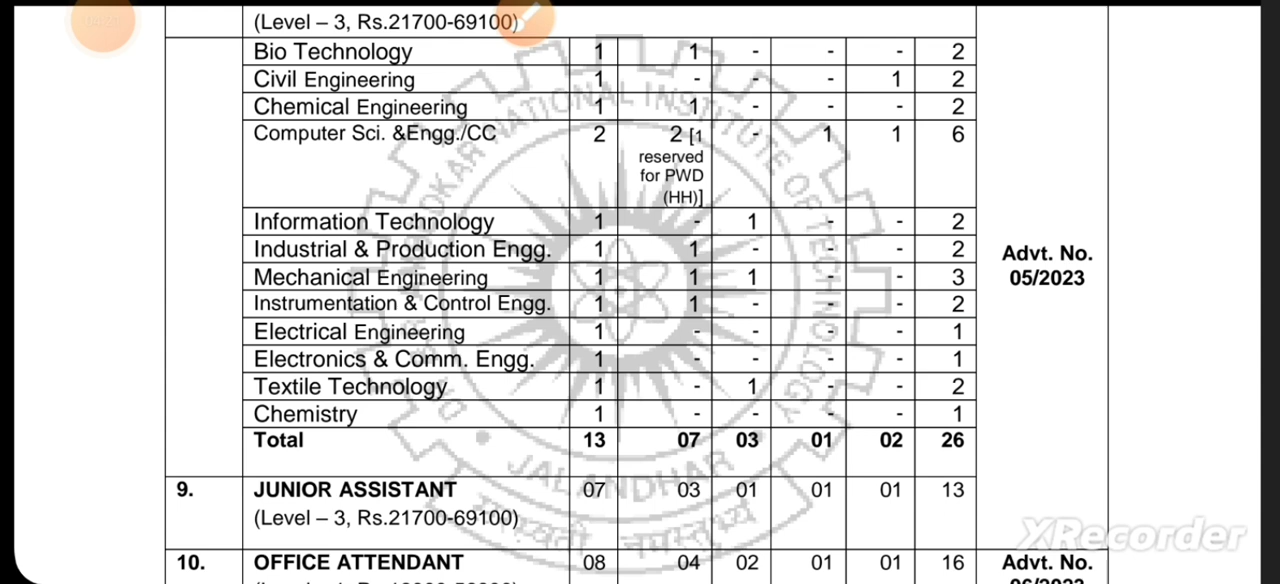 (Level – 3, Rs.21700-69100)
Bio Technology 1 1 - - - 2
Civil Engineering 1 - - - 1 2
Chemical Engineering 1 1 - - - 2
Computer Sci. &Engg./CC 2 2 [1 - 1 1 6
reserved
for PWD
(HH)]
Information Technology 1 - 1 - - 2
Industrial & Production Engg. 1 1 - - - 2
Advt. No.
05/2023
Mechanical Engineering 1 1 1 - - 3
Instrumentation & Control Engg. 1 1 - - - 2
Electrical Engineering 1 - - - - 1
Electronics & Comm. Engg. 1 - - - - 1
Textile Technology 1 - 1 - - 2
Chemistry 1 - - - - 1
Total 13 07 03 01 02 26
9. JUNIOR ASSISTANT 07 03 01 01 01 13
(Level – 3, Rs.21700-69100)
10. OFFICE ATTENDANT 08 04 02 01 01 16 Advt. No.
NATIONAL INSTITUTE OF TECHNOLOGY
JALANDHAR
XRecorder